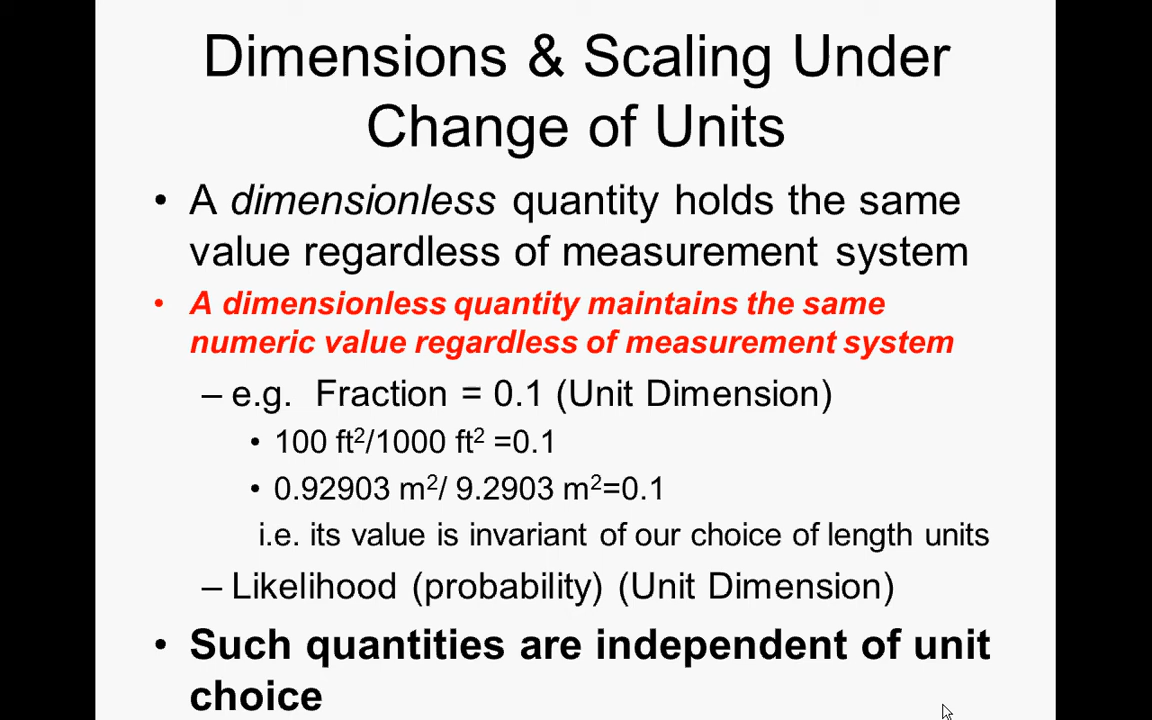 Dimensions & Scaling Under
Change of Units
• A dimensionless quantity holds the same
value regardless of measurement system
• A dimensionless quantity maintains the same
numeric value regardless of measurement system
– e.g. Fraction = 0.1 (Unit Dimension)
• 100 ft²/1000 ft² =0.1
• 0.92903 m²/ 9.2903 m²=0.1
i.e. its value is invariant of our choice of length units
– Likelihood (probability) (Unit Dimension)
• Such quantities are independent of unit
choice